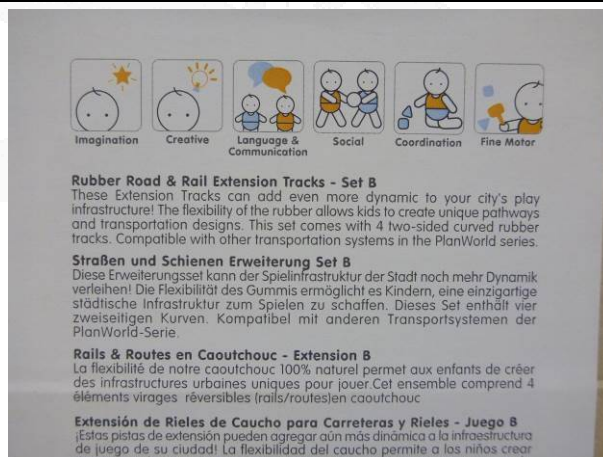 Imagination
Creative
Language &
Communication
Social
Coordination
Fine Motor
Rubber Road & Rail Extension Tracks - Set B
These Extension Tracks can add even more dynamic to your city's play
infrastructure! The flexibility of the rubber allows kids to create unique pathways
and transportation designs. This set comes with 4 two-sided curved rubber
tracks. Compatible with other transportation systems in the PlanWorld series.
Straßen und Schienen Erweiterung Set B
Diese Erweiterungsset kann der Spielinfrastruktur der Stadt noch mehr Dynamik
verleihen! Die Flexibilität des Gummis ermöglicht es Kindern, eine einzigartige
städtische Infrastruktur zum Spielen zu schaffen. Dieses Set enthält vier
zweiseitigen Kurven. Kompatibel mit anderen Transportsystemen der
PlanWorld-Serie.
Rails & Routes en Caoutchouc - Extension B
La flexibilité de notre caoutchouc 100% naturel permet aux enfants de créer
des infrastructures urbaines uniques pour jouer.Cet ensemble comprend 4
éléments virages réversibles (rails/routes)en caoutchouc
Extensión de Rieles de Caucho para Carreteras y Rieles - Juego B
¡Estas pistas de extensión pueden agregar aún más dinámica a la infraestructura
de juego de su ciudad! La flexibilidad del caucho permite a los niños crear